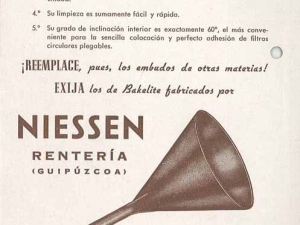 4.º Su limpieza es sumamente fácil y rápida.
5.º Su grado de inclinación interior es exactamente 60°, el más conve-
niente para la sencilla colocación y perfecta adhesión de filtros
circulares plegables.
¡REEMPLACE, pues, los embudos de otras materias!
EXIJA los de Bakelite fabricados por
NIESSEN
RENTERÍA
(GUIPÚZCOA)